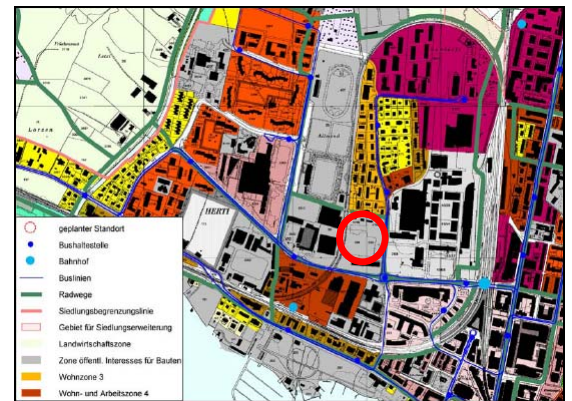 Lorzen
HERTI
geplanter Standort
Bushaltestelle
Bahnhof
Buslinien
Radwege
Siedlungsbegrenzungslinie
Gebiet für Siedlungserweiterung
Landwirtschaftszone
Zone öffentl. Interesses für Bauten
Wohnzone 3
Wohn- und Arbeitszone 4